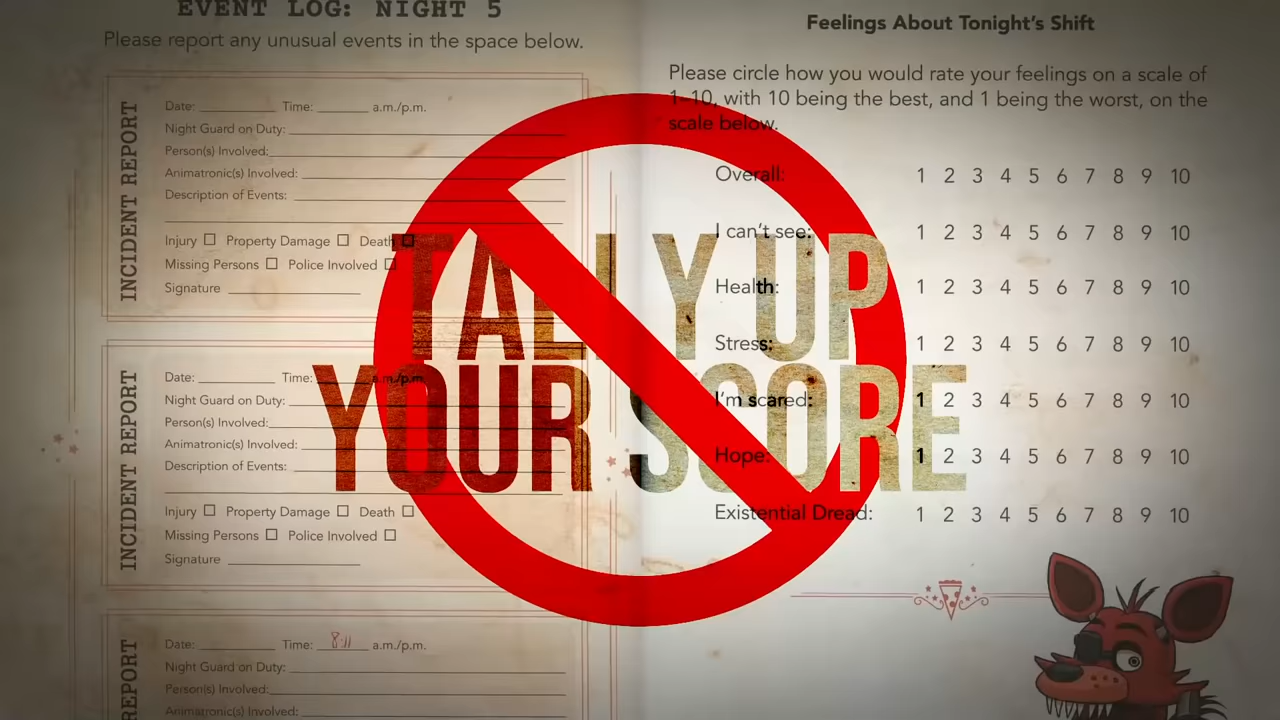 EVENT LOG: NIGHT 5
Please report any unusual events in the space below.
INCIDENT REPORT
Date: Time: a.m./p.m.
Night Guard on Duty:
Person(s) Involved:
Animatronic(s) Involved:
Description of Events:
Injury Property Damage Death
Missing Persons Police Involved
Signature
INCIDENT REPORT
Date: Time: a.m./p.m.
Night Guard on Duty:
Person(s) Involved:
Animatronic(s) Involved:
Description of Events:
Injury Property Damage Death
Missing Persons Police Involved
Signature
REPORT
Date: Time: 8:11 a.m./p.m.
Night Guard on Duty:
Person(s) Involved:
Animatronic(s) Involved:
TALLY UP
YOUR SCORE
Feelings About Tonight's Shift
Please circle how you would rate your feelings on a scale of
1–10, with 10 being the best, and 1 being the worst, on the
scale below.
Overall: 1 2 3 4 5 6 7 8 9 10
I can't see: 1 2 3 4 5 6 7 8 9 10
Health: 1 2 3 4 5 6 7 8 9 10
Stress: 1 2 3 4 5 6 7 8 9 10
I'm scared: 1 2 3 4 5 6 7 8 9 10
Hope: 1 2 3 4 5 6 7 8 9 10
Existential Dread: 1 2 3 4 5 6 7 8 9 10